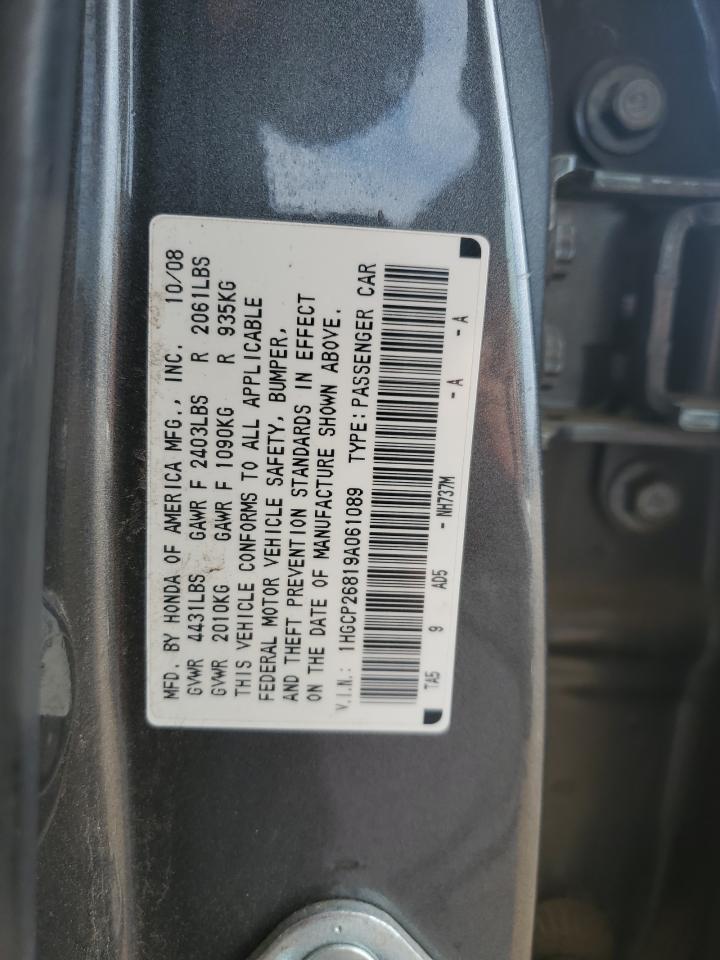 MFD. BY HONDA OF AMERICA MFG., INC. 10/08
GVWR 4431LBS GAWR F 2403LBS R 2061LBS
GVWR 2010KG GAWR F 1090KG R 935KG
THIS VEHICLE CONFORMS TO ALL APPLICABLE
FEDERAL MOTOR VEHICLE SAFETY, BUMPER,
AND THEFT PREVENTION STANDARDS IN EFFECT
ON THE DATE OF MANUFACTURE SHOWN ABOVE.
V.I.N.: 1HGCP26819A061089 TYPE:PASSENGER CAR
TA5 9 AD5 - NH737M - A - A